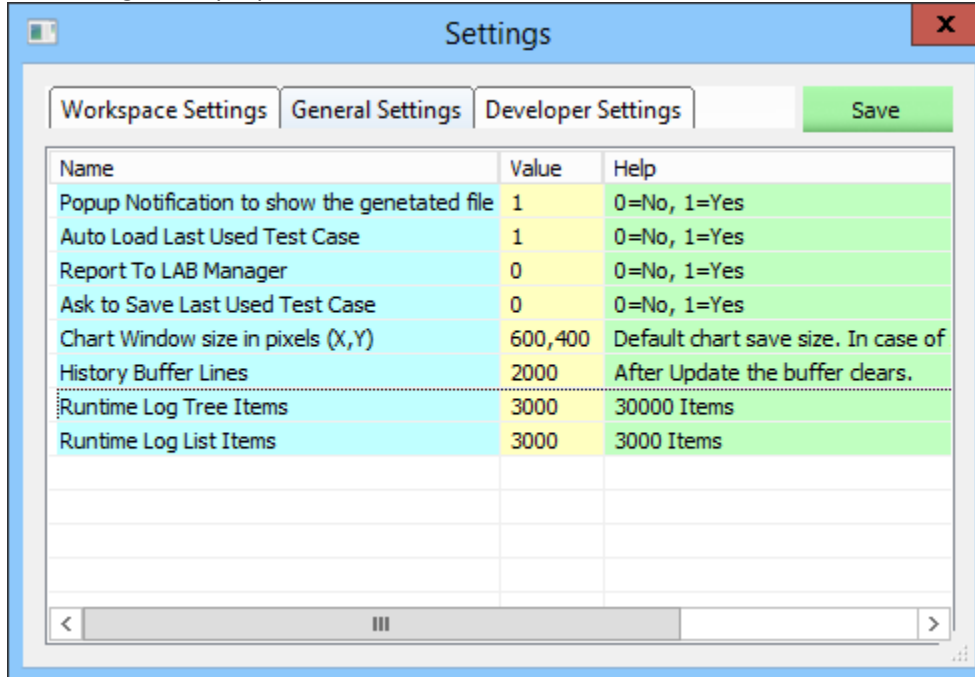 Settings
x
Workspace Settings General Settings Developer Settings Save
Name Value Help
Popup Notification to show the genetated file 1 0=No, 1=Yes
Auto Load Last Used Test Case 1 0=No, 1=Yes
Report To LAB Manager 0 0=No, 1=Yes
Ask to Save Last Used Test Case 0 0=No, 1=Yes
Chart Window size in pixels (X,Y) 600,400 Default chart save size. In case of
History Buffer Lines 2000 After Update the buffer clears.
Runtime Log Tree Items 3000 30000 Items
Runtime Log List Items 3000 3000 Items